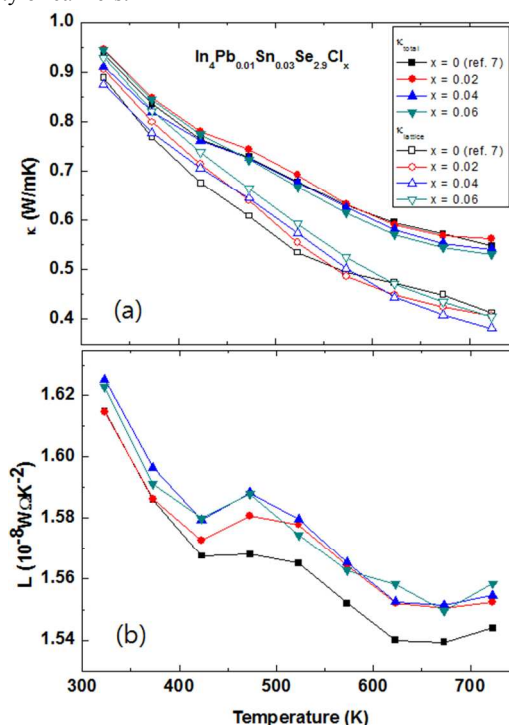 In4Pb0.01Sn0.03Se2.9Clx
κtotal
x = 0 (ref. 7)
x = 0.02
x = 0.04
x = 0.06
κlattice
x = 0 (ref. 7)
x = 0.02
x = 0.04
x = 0.06
1.0
0.9
0.8
0.7
0.6
0.5
0.4
κ (W/mK)
(a)
1.62
1.60
1.58
1.56
1.54
L (10-8WΩK-2)
(b)
300 400 500 600 700
Temperature (K)